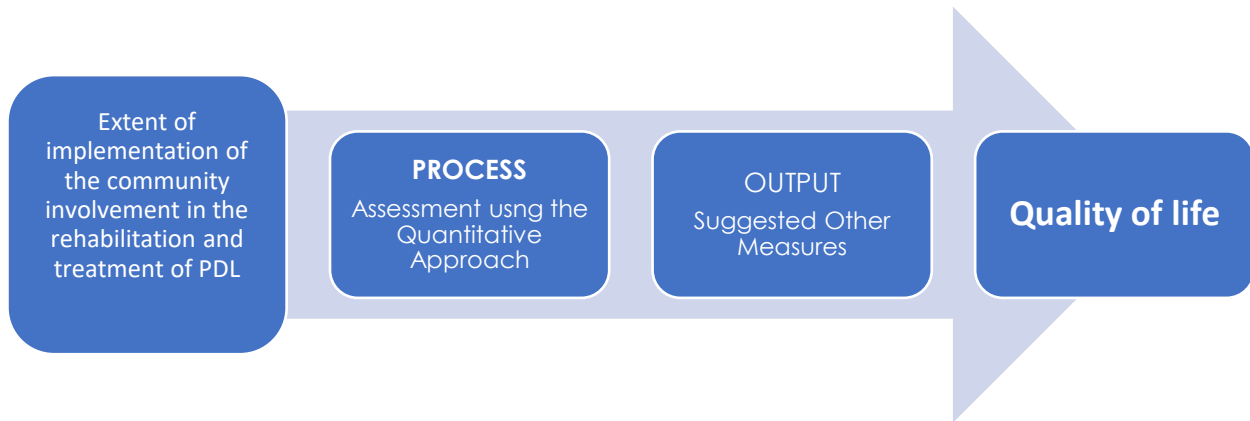 Extent of
implementation of
the community
involvement in the
rehabilitation and
treatment of PDL
PROCESS
Assessment usng the
Quantitative
Approach
OUTPUT
Suggested Other
Measures
Quality of life